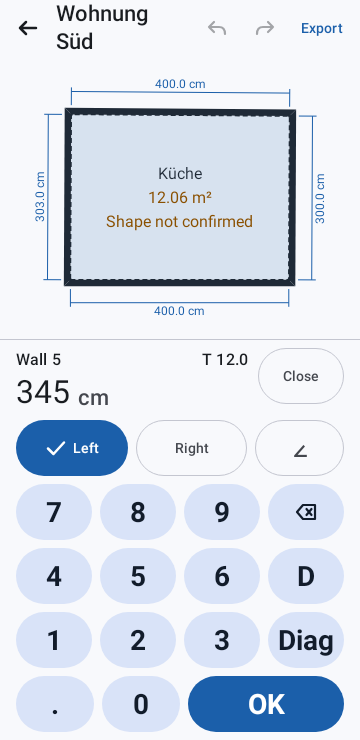 Wohnung
Süd
Export
400.0 cm
303.0 cm
Küche
12.06 m²
Shape not confirmed
300.0 cm
400.0 cm
Wall 5
T 12.0
345 cm
Close
Left
Right
7 8 9
4 5 6 D
1 2 3 Diag
. 0 OK